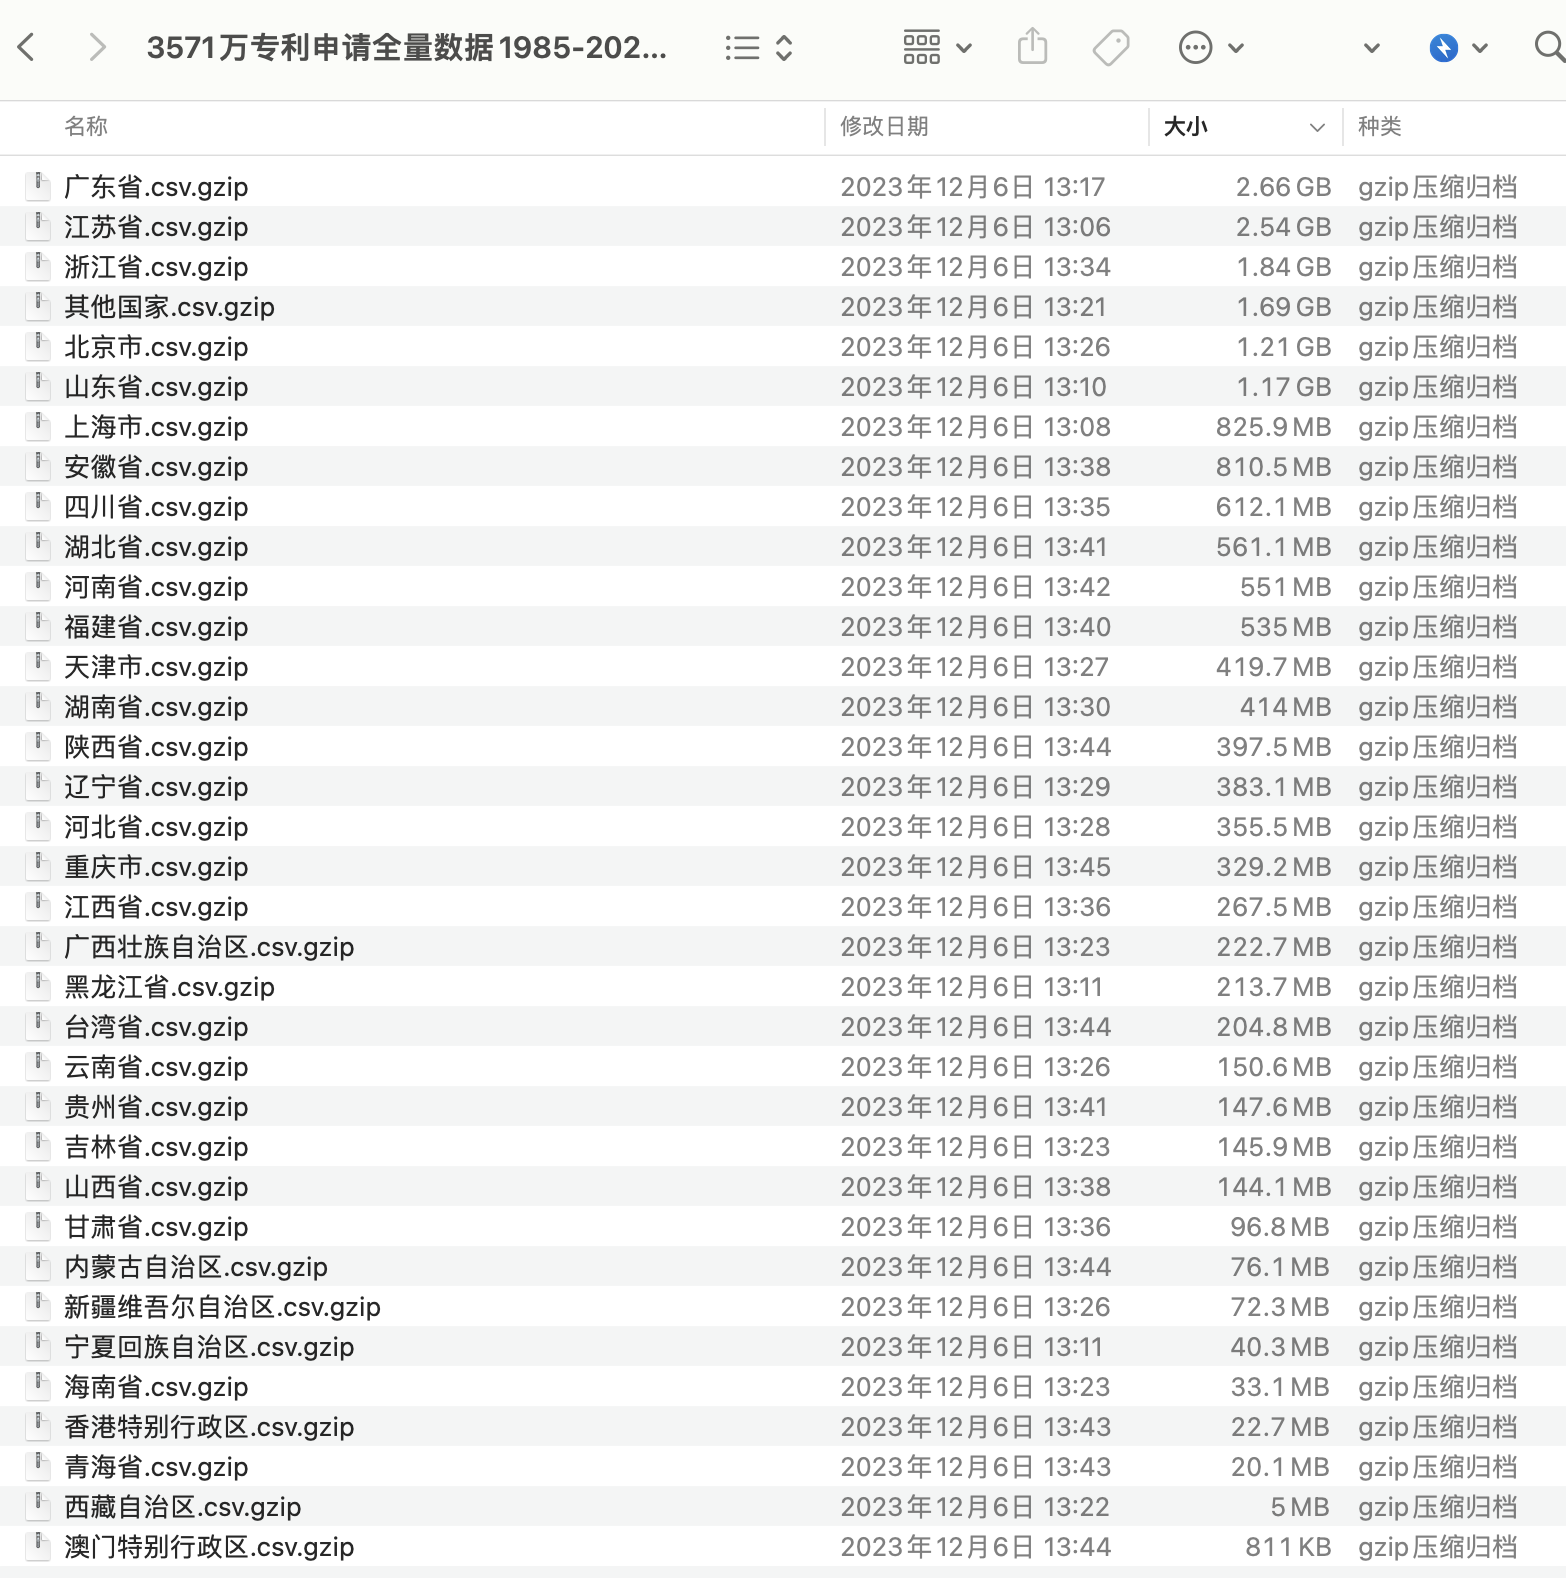 3571万专利申请全量数据1985-202...
名称 修改日期 大小 种类
广东省.csv.gzip 2023年12月6日 13:17 2.66 GB gzip压缩归档
江苏省.csv.gzip 2023年12月6日 13:06 2.54 GB gzip压缩归档
浙江省.csv.gzip 2023年12月6日 13:34 1.84 GB gzip压缩归档
其他国家.csv.gzip 2023年12月6日 13:21 1.69 GB gzip压缩归档
北京市.csv.gzip 2023年12月6日 13:26 1.21 GB gzip压缩归档
山东省.csv.gzip 2023年12月6日 13:10 1.17 GB gzip压缩归档
上海市.csv.gzip 2023年12月6日 13:08 825.9 MB gzip压缩归档
安徽省.csv.gzip 2023年12月6日 13:38 810.5 MB gzip压缩归档
四川省.csv.gzip 2023年12月6日 13:35 612.1 MB gzip压缩归档
湖北省.csv.gzip 2023年12月6日 13:41 561.1 MB gzip压缩归档
河南省.csv.gzip 2023年12月6日 13:42 551 MB gzip压缩归档
福建省.csv.gzip 2023年12月6日 13:40 535 MB gzip压缩归档
天津市.csv.gzip 2023年12月6日 13:27 419.7 MB gzip压缩归档
湖南省.csv.gzip 2023年12月6日 13:30 414 MB gzip压缩归档
陕西省.csv.gzip 2023年12月6日 13:44 397.5 MB gzip压缩归档
辽宁省.csv.gzip 2023年12月6日 13:29 383.1 MB gzip压缩归档
河北省.csv.gzip 2023年12月6日 13:28 355.5 MB gzip压缩归档
重庆市.csv.gzip 2023年12月6日 13:45 329.2 MB gzip压缩归档
江西省.csv.gzip 2023年12月6日 13:36 267.5 MB gzip压缩归档
广西壮族自治区.csv.gzip 2023年12月6日 13:23 222.7 MB gzip压缩归档
黑龙江省.csv.gzip 2023年12月6日 13:11 213.7 MB gzip压缩归档
台湾省.csv.gzip 2023年12月6日 13:44 204.8 MB gzip压缩归档
云南省.csv.gzip 2023年12月6日 13:26 150.6 MB gzip压缩归档
贵州省.csv.gzip 2023年12月6日 13:41 147.6 MB gzip压缩归档
吉林省.csv.gzip 2023年12月6日 13:23 145.9 MB gzip压缩归档
山西省.csv.gzip 2023年12月6日 13:38 144.1 MB gzip压缩归档
甘肃省.csv.gzip 2023年12月6日 13:36 96.8 MB gzip压缩归档
内蒙古自治区.csv.gzip 2023年12月6日 13:44 76.1 MB gzip压缩归档
新疆维吾尔自治区.csv.gzip 2023年12月6日 13:26 72.3 MB gzip压缩归档
宁夏回族自治区.csv.gzip 2023年12月6日 13:11 40.3 MB gzip压缩归档
海南省.csv.gzip 2023年12月6日 13:23 33.1 MB gzip压缩归档
香港特别行政区.csv.gzip 2023年12月6日 13:43 22.7 MB gzip压缩归档
青海省.csv.gzip 2023年12月6日 13:43 20.1 MB gzip压缩归档
西藏自治区.csv.gzip 2023年12月6日 13:22 5 MB gzip压缩归档
澳门特别行政区.csv.gzip 2023年12月6日 13:44 811 KB gzip压缩归档